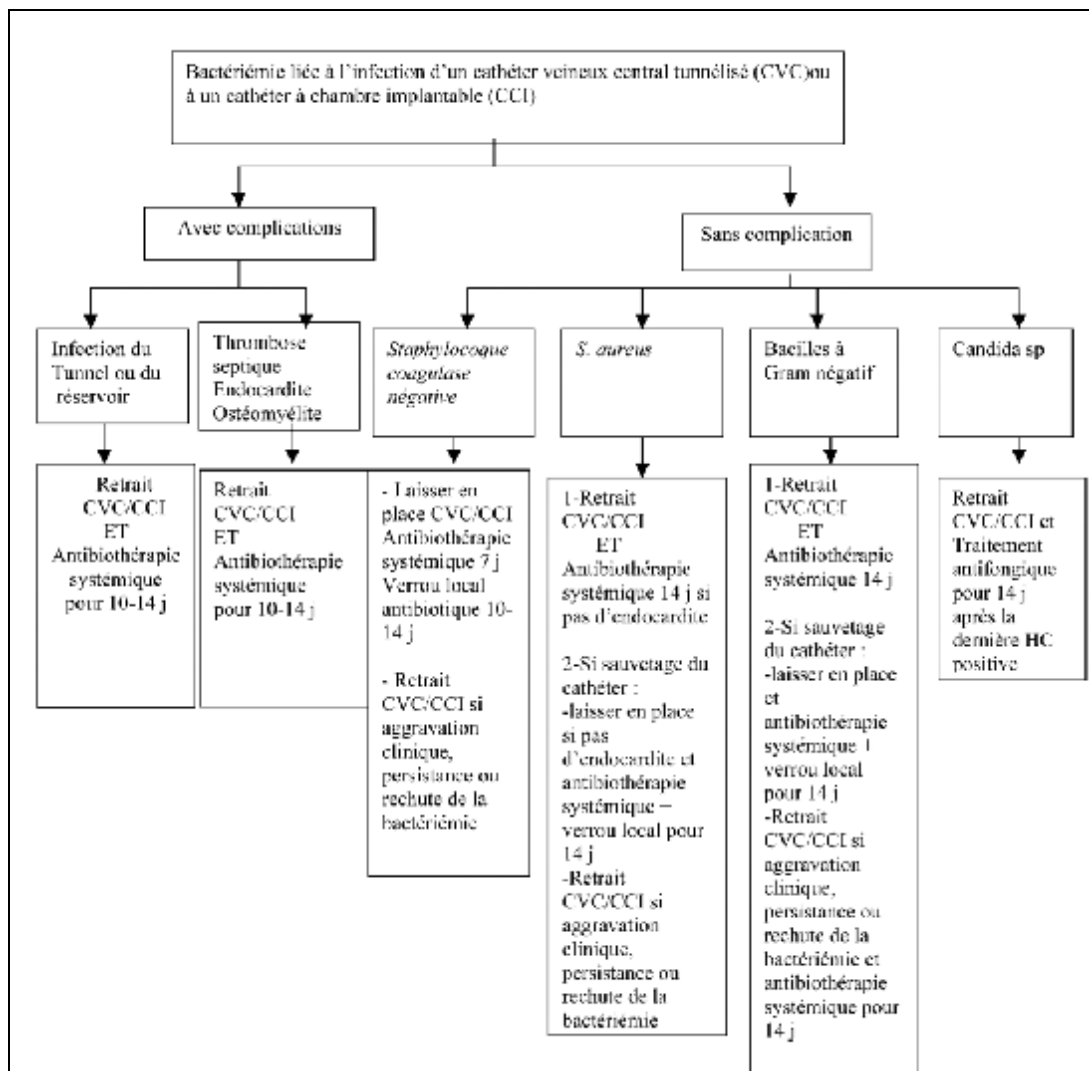 Bactériémie liée à l'infection d'un cathéter veineux central tunnélisé (CVC)ou
à un cathéter à chambre implantable (CCI)
Avec complications
Sans complication
Infection du
Tunnel ou du
réservoir
Thrombose
septique
Endocardite
Ostéomyélite
Staphylocoque
coagulase
négative
S. aureus
Bacilles à
Gram négatif
Candida sp
Retrait
CVC/CCI
ET
Antibiothérapie
systémique
pour 10-14 j
Retrait
CVC/CCI
ET
Antibiothérapie
systémique
pour 10-14 j
- Laisser en
place CVC/CCI
Antibiothérapie
systémique 7 j
Verrou local
antibiotique 10-
14 j
- Retrait
CVC/CCI si
aggravation
clinique,
persistance ou
rechute de la
bactériémie
1-Retrait
CVC/CCI
ET
Antibiothérapie
systémique 14 j si
pas d'endocardite
2-Si sauvetage du
cathéter :
-laisser en place
si pas
d'endocardite et
antibiothérapie
systémique +
verrou local pour
14 j
-Retrait
CVC/CCI si
aggravation
clinique,
persistance ou
rechute de la
bactériémie
1-Retrait
CVC/CCI
ET
Antibiothérapie
systémique 14 j
2-Si sauvetage
du cathéter :
-laisser en place
et
antibiothérapie
systémique +
verrou local
pour 14 j
-Retrait
CVC/CCI si
aggravation
clinique,
persistance ou
rechute de la
bactériémie et
antibiothérapie
systémique pour
14 j
Retrait
CVC/CCI et
Traitement
antifongique
pour 14 j
après la
dernière HC
positive